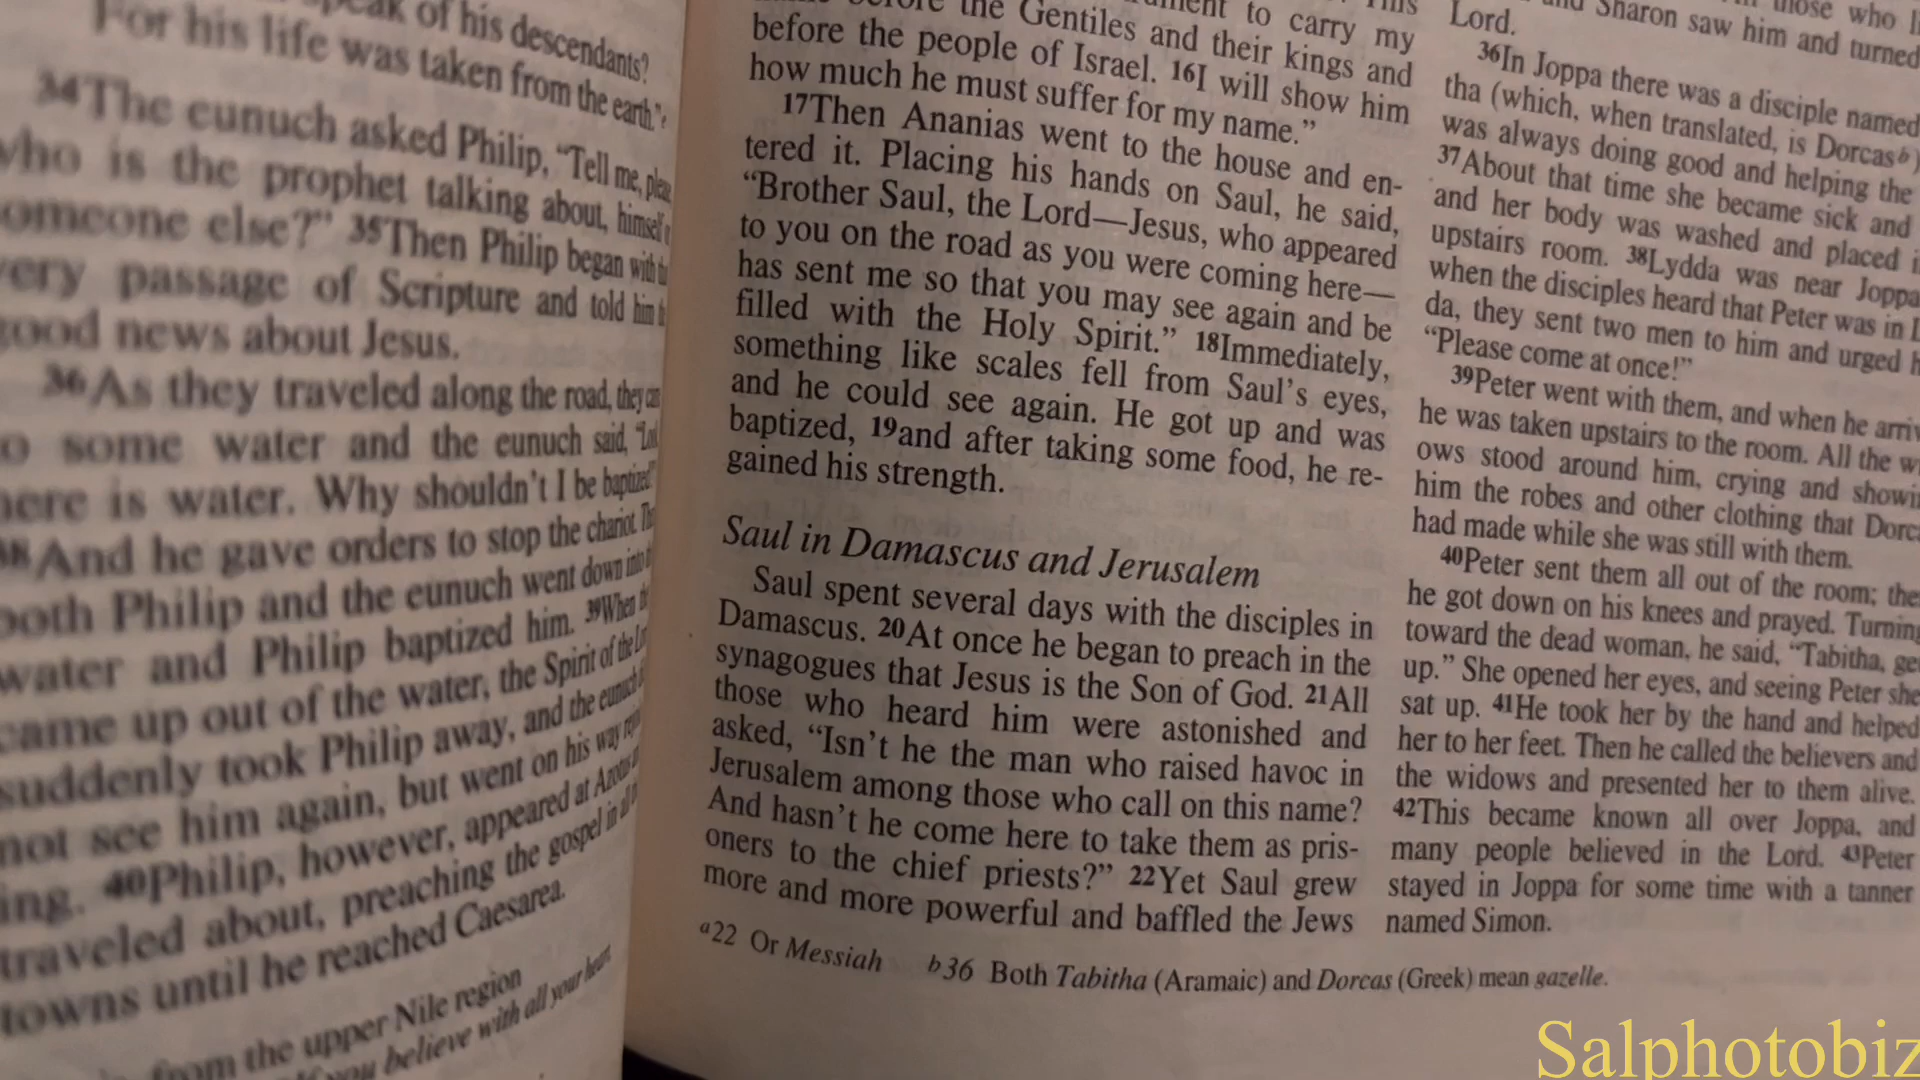 speak of his descendants?
For his life was taken from the earth."
34The eunuch asked Philip, "Tell me, please,
who is the prophet talking about, himself or
someone else?" 35Then Philip began with that
very passage of Scripture and told him the
good news about Jesus.
36As they traveled along the road, they came
to some water and the eunuch said, "Look,
here is water. Why shouldn't I be baptized?"
38And he gave orders to stop the chariot. Then
both Philip and the eunuch went down into the
water and Philip baptized him. 39When they
came up out of the water, the Spirit of the Lord
suddenly took Philip away, and the eunuch did
not see him again, but went on his way rejoic-
ing. 40Philip, however, appeared at Azotus and
traveled about, preaching the gospel in all the
towns until he reached Caesarea.
from the upper Nile region
believe with all your heart,
before the Gentiles and their kings and
before the people of Israel. 16I will show him
how much he must suffer for my name."
17Then Ananias went to the house and en-
tered it. Placing his hands on Saul, he said,
"Brother Saul, the Lord—Jesus, who appeared
to you on the road as you were coming here—
has sent me so that you may see again and be
filled with the Holy Spirit." 18Immediately,
something like scales fell from Saul's eyes,
and he could see again. He got up and was
baptized, 19and after taking some food, he re-
gained his strength.
Saul in Damascus and Jerusalem
Saul spent several days with the disciples in
Damascus. 20At once he began to preach in the
synagogues that Jesus is the Son of God. 21All
those who heard him were astonished and
asked, "Isn't he the man who raised havoc in
Jerusalem among those who call on this name?
And hasn't he come here to take them as pris-
oners to the chief priests?" 22Yet Saul grew
more and more powerful and baffled the Jews
Sharon saw him and turned
Lord.
36In Joppa there was a disciple named
tha (which, when translated, is Dorcasb)
was always doing good and helping the
37About that time she became sick and
and her body was washed and placed i
upstairs room. 38Lydda was near Joppa
when the disciples heard that Peter was in L
da, they sent two men to him and urged h
"Please come at once!"
39Peter went with them, and when he arriv
he was taken upstairs to the room. All the wi
ows stood around him, crying and showin
him the robes and other clothing that Dorca
had made while she was still with them.
40Peter sent them all out of the room; the
he got down on his knees and prayed. Turning
toward the dead woman, he said, "Tabitha, ge
up." She opened her eyes, and seeing Peter she
sat up. 41He took her by the hand and helped
her to her feet. Then he called the believers and
the widows and presented her to them alive.
42This became known all over Joppa, and
many people believed in the Lord. 43Peter
stayed in Joppa for some time with a tanner
named Simon.
a22 Or Messiah b36 Both Tabitha (Aramaic) and Dorcas (Greek) mean gazelle.
Salphotobiz